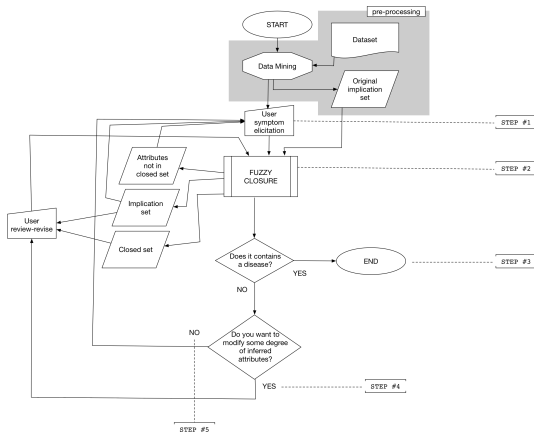 pre-processing
START
Dataset
Data Mining
Original
implication
set
User
symptom
elicitation
STEP #1
Attributes
not in
closed set
FUZZY
CLOSURE
STEP #2
Implication
set
User
review-revise
Closed set
Does it contains
a disease?
YES
END
STEP #3
NO
NO
Do you want to
modify some degree
of inferred
attributes?
YES
STEP #4
STEP #5